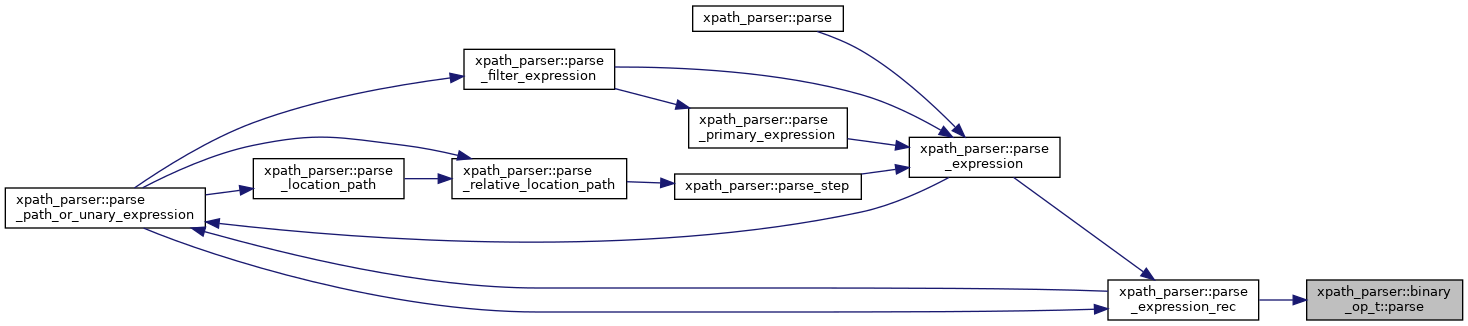 xpath_parser::parse
xpath_parser::parse
_filter_expression
xpath_parser::parse
_primary_expression
xpath_parser::parse
_expression
xpath_parser::parse
_location_path
xpath_parser::parse
_relative_location_path
xpath_parser::parse_step
xpath_parser::parse
_path_or_unary_expression
xpath_parser::parse
_expression_rec
xpath_parser::binary
_op_t::parse